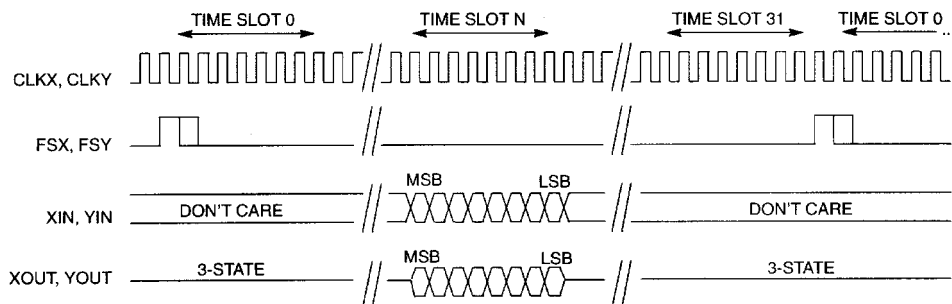 TIME SLOT 0 TIME SLOT N TIME SLOT 31 TIME SLOT 0 ..
CLKX, CLKY
FSX, FSY
MSB LSB
XIN, YIN DON'T CARE DON'T CARE
MSB LSB
XOUT, YOUT 3-STATE 3-STATE